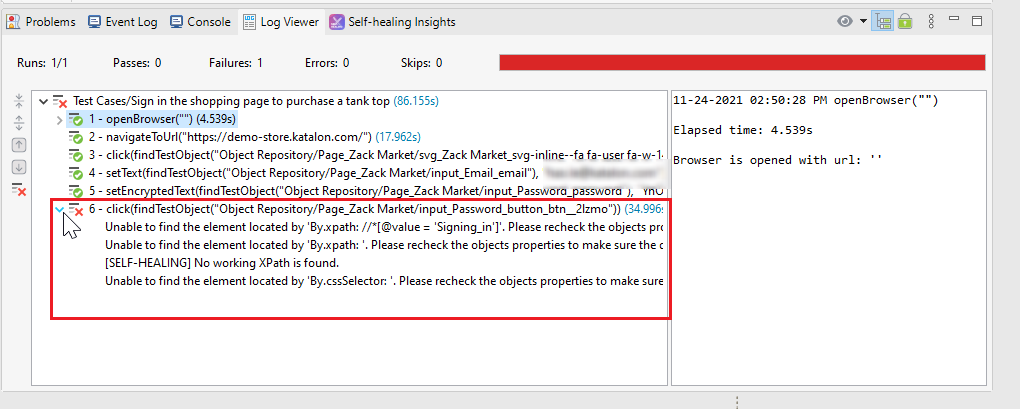 Problems Event Log Console Log Viewer Self-healing Insights
Runs: 1/1 Passes: 0 Failures: 1 Errors: 0 Skips: 0
Test Cases/Sign in the shopping page to purchase a tank top (86.155s)
1 - openBrowser("") (4.539s)
2 - navigateToUrl("https://demo-store.katalon.com/") (17.962s)
3 - click(findTestObject("Object Repository/Page_Zack Market/svg_Zack Market_svg-inline--fa fa-user fa-w-1
4 - setText(findTestObject("Object Repository/Page_Zack Market/input_Email_email"),
5 - setEncryptedText(findTestObject("Object Repository/Page_Zack Market/input_Password_password"),
6 - click(findTestObject("Object Repository/Page_Zack Market/input_Password_button_btn__2lzmo")) (34.996s
Unable to find the element located by 'By.xpath: //*[@value = 'Signing_in']'. Please recheck the objects pro
Unable to find the element located by 'By.xpath: '. Please recheck the objects properties to make sure the d
[SELF-HEALING] No working XPath is found.
Unable to find the element located by 'By.cssSelector: '. Please recheck the objects properties to make sure
11-24-2021 02:50:28 PM openBrowser("")
Elapsed time: 4.539s
Browser is opened with url: ''